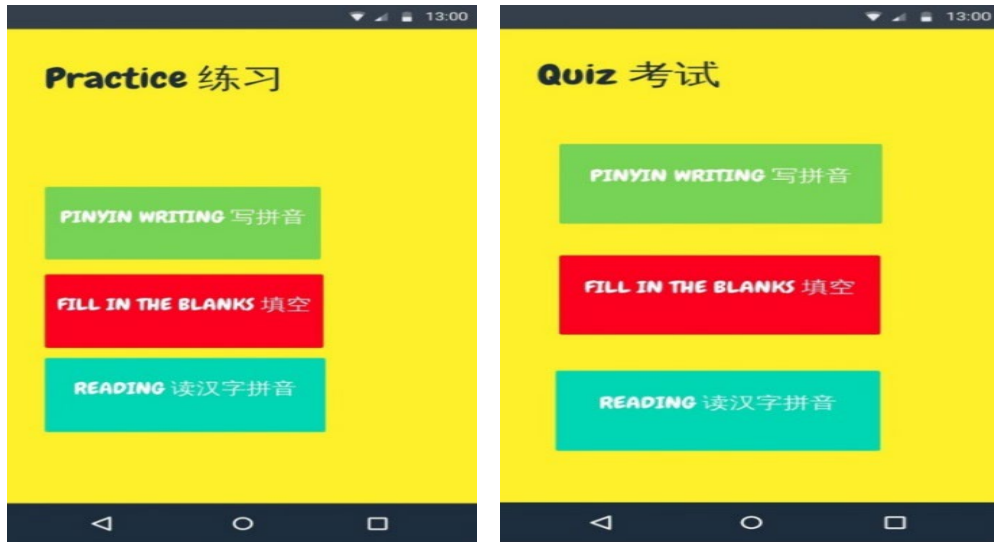 13:00
Practice 练习
PINYIN WRITING 写拼音
FILL IN THE BLANKS 填空
READING 读汉字拼音
13:00
Quiz 考试
PINYIN WRITING 写拼音
FILL IN THE BLANKS 填空
READING 读汉字拼音